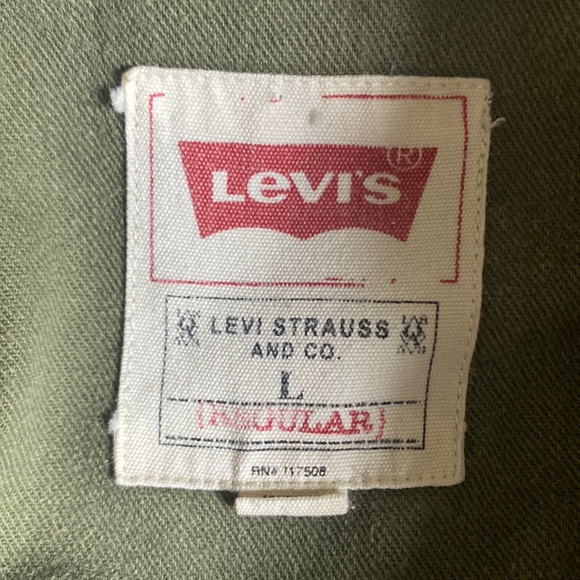 LEVI'S®
LEVI STRAUSS
AND CO.
L
{REGULAR}
RN# 117508